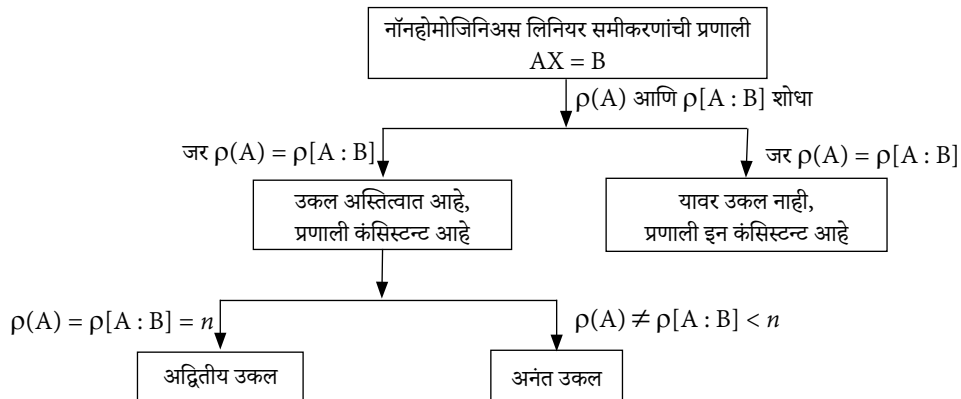 नॉनहोमोजिनिअस लिनियर समीकरणांची प्रणाली
AX = B
ρ(A) आणि ρ[A : B] शोधा
जर ρ(A) = ρ[A : B]
जर ρ(A) = ρ[A : B]
उकल अस्तित्वात आहे,
प्रणाली कंसिस्टन्ट आहे
यावर उकल नाही,
प्रणाली इन कंसिस्टन्ट आहे
ρ(A) = ρ[A : B] = n
ρ(A) ≠ ρ[A : B] < n
अद्वितीय उकल
अनंत उकल